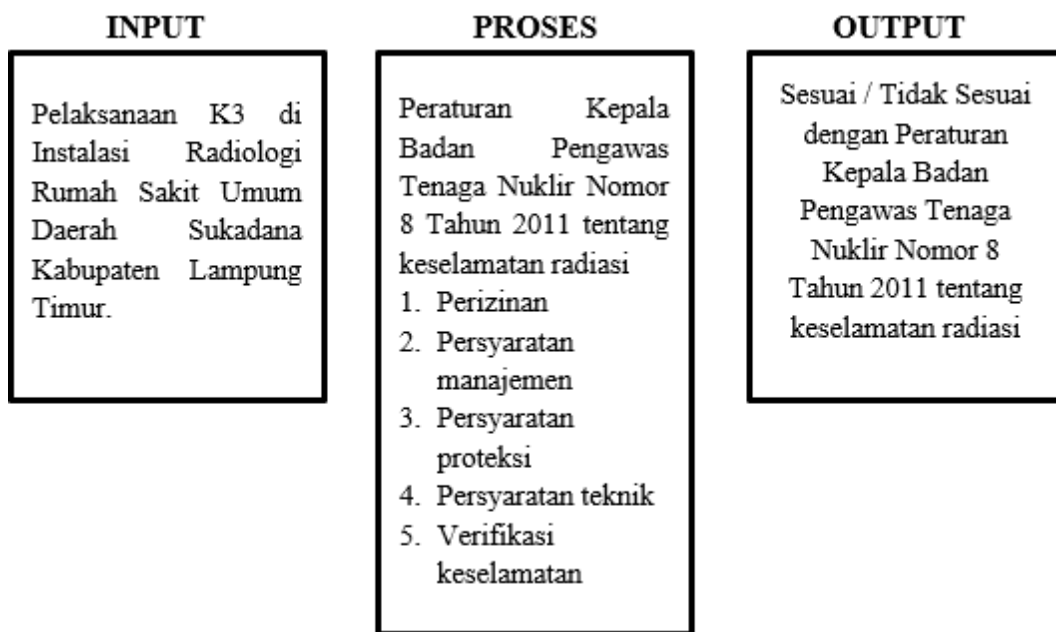 INPUT
Pelaksanaan K3 di
Instalasi Radiologi
Rumah Sakit Umum
Daerah Sukadana
Kabupaten Lampung
Timur.
PROSES
Peraturan Kepala
Badan Pengawas
Tenaga Nuklir Nomor
8 Tahun 2011 tentang
keselamatan radiasi
1. Perizinan
2. Persyaratan
manajemen
3. Persyaratan
proteksi
4. Persyaratan teknik
5. Verifikasi
keselamatan
OUTPUT
Sesuai / Tidak Sesuai
dengan Peraturan
Kepala Badan
Pengawas Tenaga
Nuklir Nomor 8
Tahun 2011 tentang
keselamatan radiasi